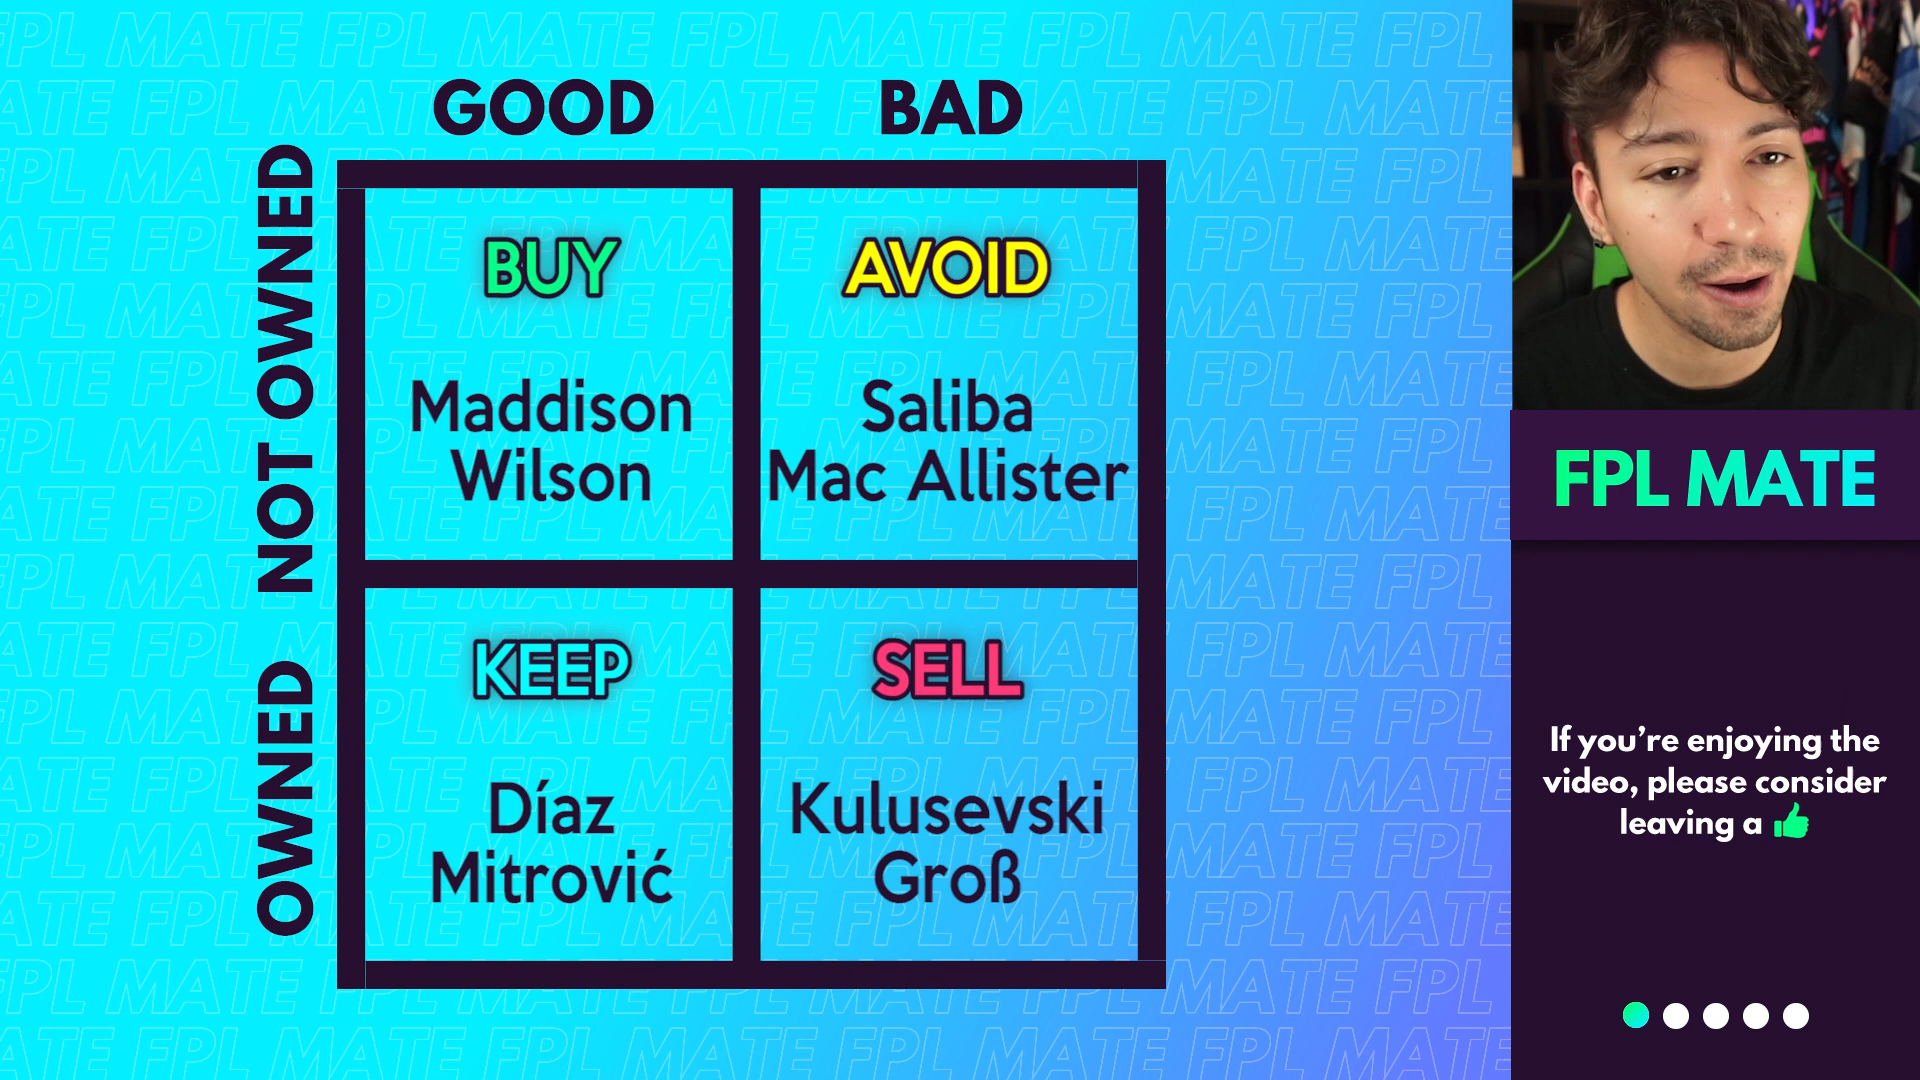 GOOD
BAD
NOT OWNED
BUY
AVOID
Maddison
Wilson
Saliba
Mac Allister
OWNED
KEEP
SELL
Díaz
Mitrović
Kulusevski
Groß
FPL MATE
If you’re enjoying the
video, please consider
leaving a